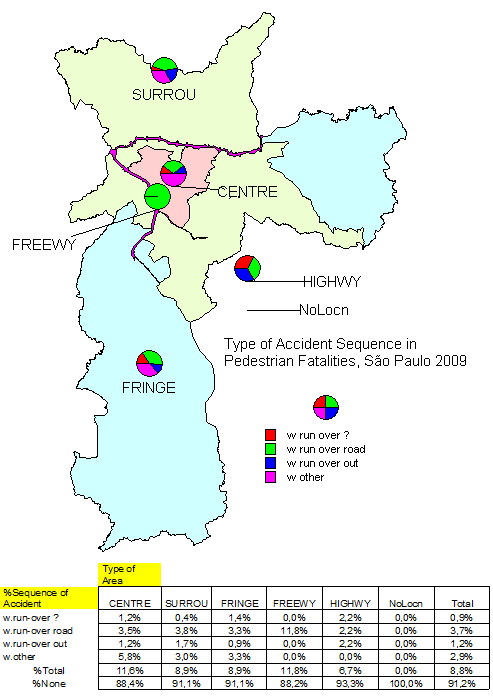 SURROU
CENTRE
FREEWY
HIGHWY
NoLocn
Type of Accident Sequence in
Pedestrian Fatalities, São Paulo 2009
FRINGE
w run over ?
w run over road
w run over out
w other
Type of
Area
%Sequence of
Accident CENTRE SURROU FRINGE FREEWY HIGHWY NoLocn Total
w.run-over ? 1,2% 0,4% 1,4% 0,0% 2,2% 0,0% 0,9%
w.run-over road 3,5% 3,8% 3,3% 11,8% 2,2% 0,0% 3,7%
w.run-over out 1,2% 1,7% 0,9% 0,0% 2,2% 0,0% 1,2%
w.other 5,8% 3,0% 3,3% 0,0% 0,0% 0,0% 2,9%
%Total 11,6% 8,9% 8,9% 11,8% 6,7% 0,0% 8,8%
%None 88,4% 91,1% 91,1% 88,2% 93,3% 100,0% 91,2%